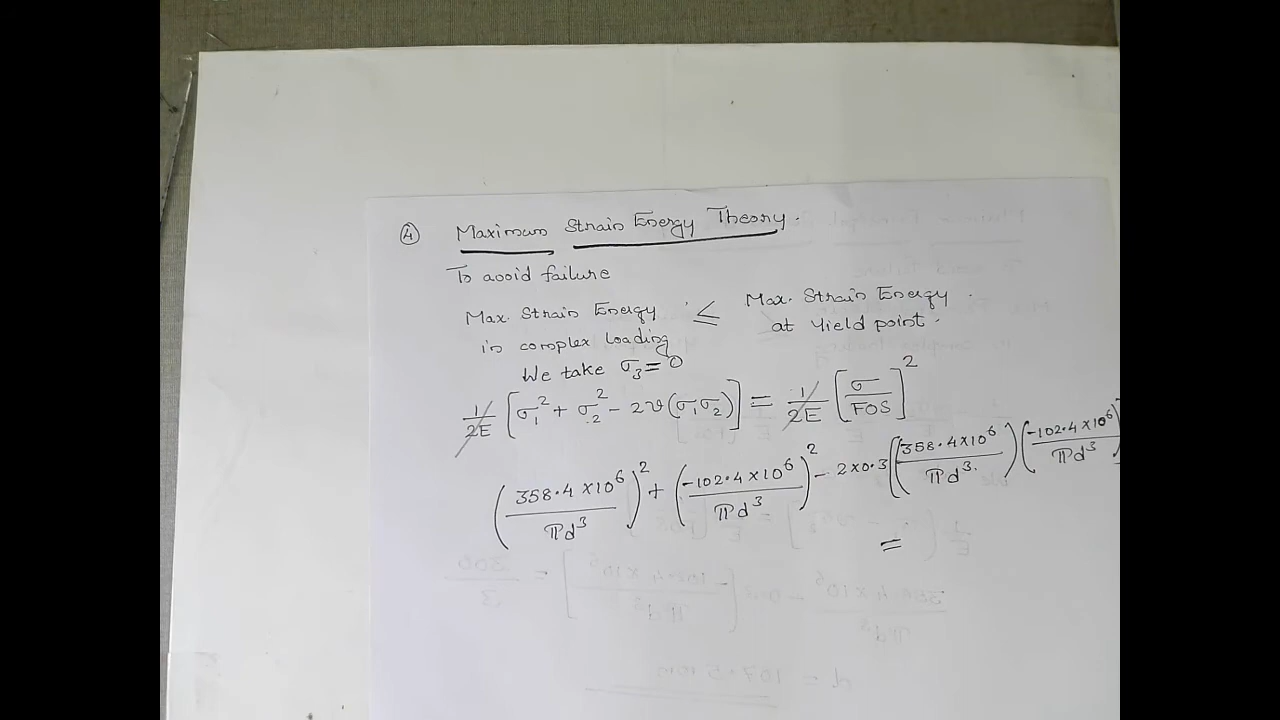 ④ Maximum Strain Energy Theory.
To avoid failure
Max. Strain Energy in complex loading ≤ Max. Strain Energy at yield point.
We take σ₃ = 0
1/2E [σ₁² + σ₂² - 2ν(σ₁σ₂)] = 1/2E [σ/FOS]²
(358.4×10⁶/πd³)² + (-102.4×10⁶/πd³)² - 2×0.3[(358.4×10⁶/πd³)(-102.4×10⁶/πd³)]
=